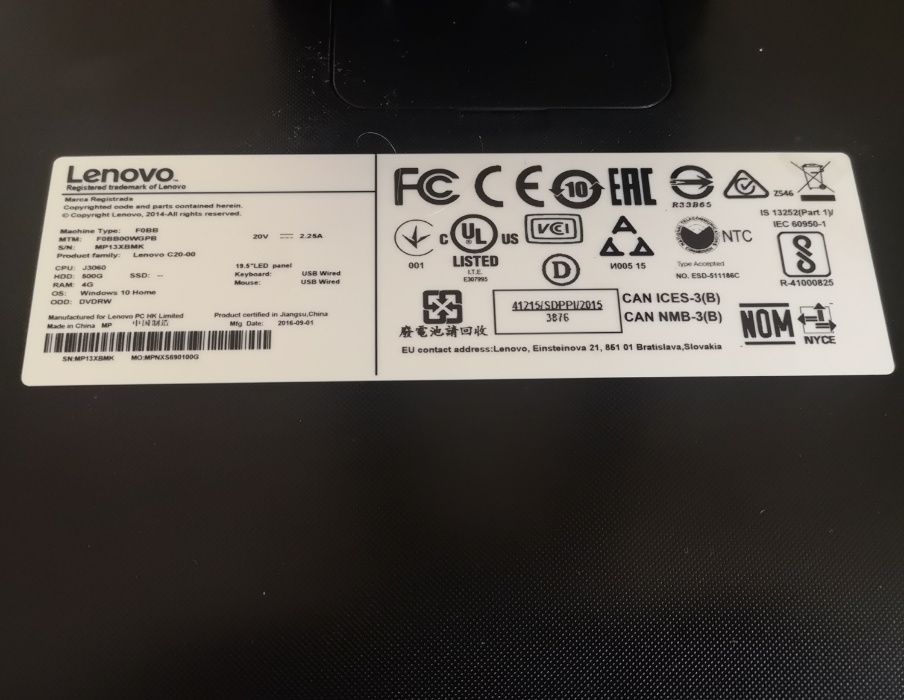 Lenovo™
Registered trademark of Lenovo
Marca Registrada
Copyrighted code and parts contained herein.
© Copyright Lenovo, 2014-All rights reserved.
Machine Type: F0BB
MTM: F0BB00WGPB 20V 2.25A
S/N: MP13XBMK
Product family: Lenovo C20-00
CPU: J3060 19.5"LED panel
HDD: 500G SSD: -- Keyboard: USB Wired
RAM: 4G Mouse: USB Wired
OS: Windows 10 Home
ODD: DVDRW
Manufactured for Lenovo PC HK Limited Product certified in Jiangsu,China
Made in China MP 中国制造 Mfg Date: 2016-09-01
SN:MP13XBMK MO:MPNXS690100G
FC CE 10 EAC
R33B65
Z546
IS 13252(Part 1)/
IEC 60950-1
R-41000825
001
C UL US
LISTED
I.T.E.
E307995
VCCI
D
И005 15
NTC
Type Accepted
NO. ESD-511186C
廢電池請回收
41215/SDPPI/2015
3876
CAN ICES-3(B)
CAN NMB-3(B)
NOM
NYCE
EU contact address:Lenovo, Einsteinova 21, 851 01 Bratislava,Slovakia